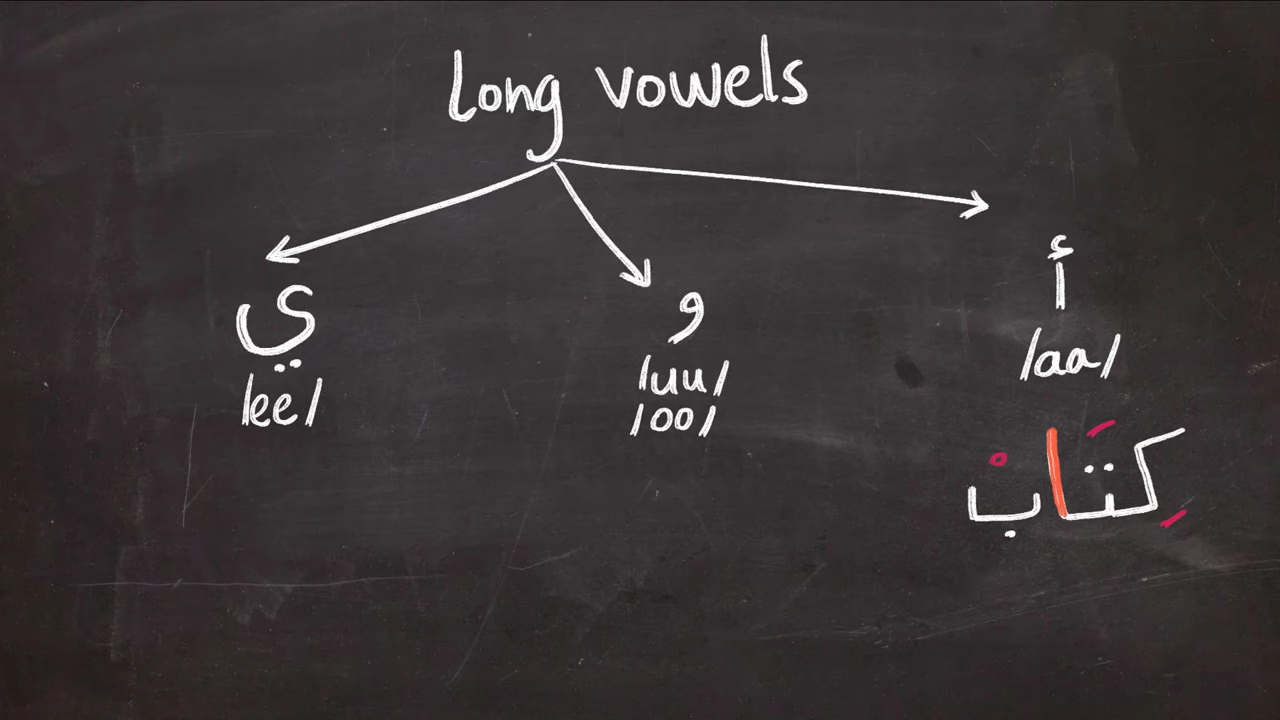 long vowels
ي
/ee/
و
/uu/
/oo/
أ
/aa/
كِتَابْ